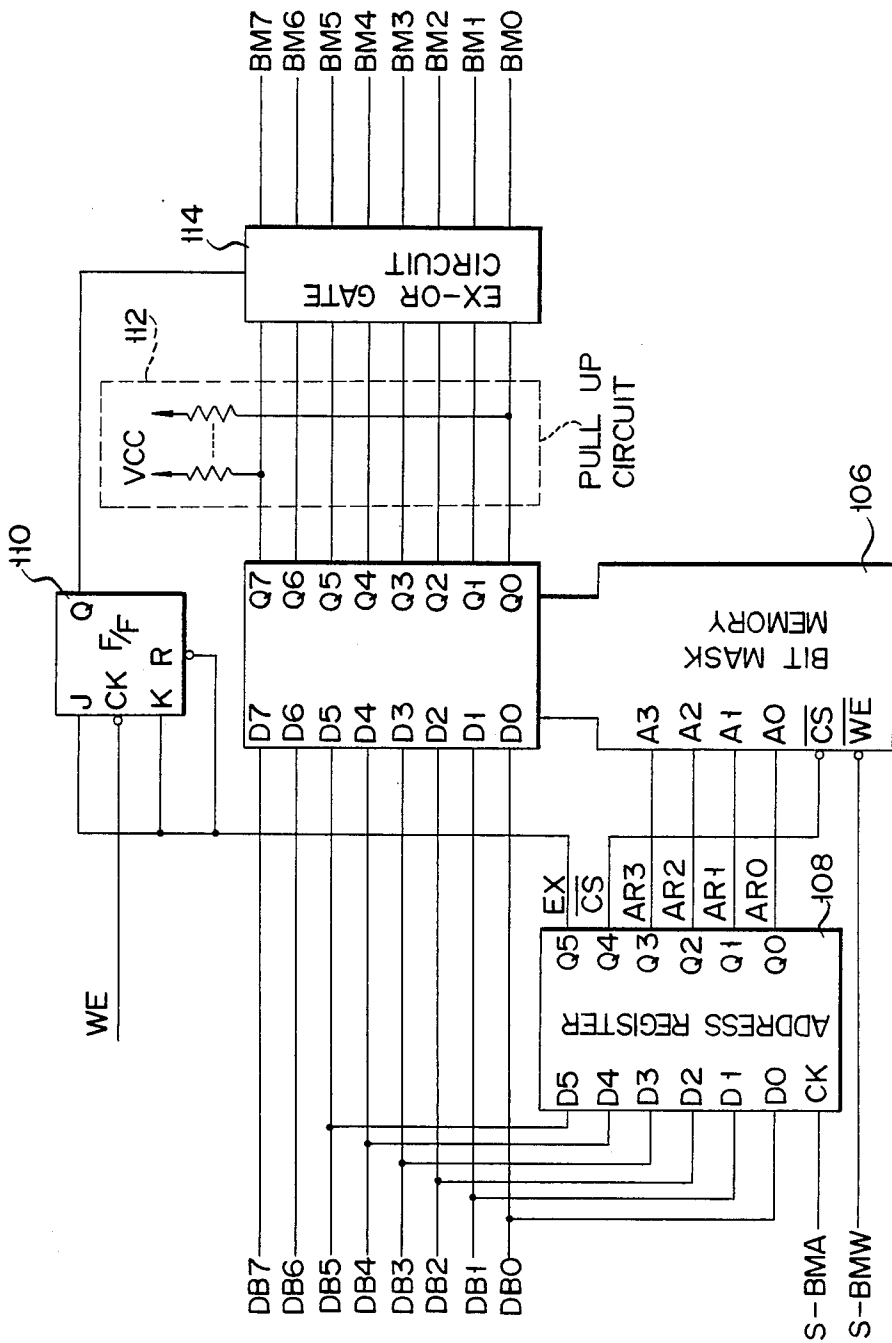 WE
110
J
CK
K
F/F
Q
R
112
VCC
PULL UP
CIRCUIT
114
EX-OR GATE
CIRCUIT
BM7
BM6
BM5
BM4
BM3
BM2
BM1
BM0
DB7
DB6
DB5
DB4
DB3
DB2
DB1
DB0
D7
D6
D5
D4
D3
D2
D1
D0
Q7
Q6
Q5
Q4
Q3
Q2
Q1
Q0
BIT MASK
MEMORY
106
A3
A2
A1
A0
C̅S̅
W̅E̅
S-BMA
S-BMW
D5
D4
D3
D2
D1
D0
CK
ADDRESS REGISTER
108
Q5
Q4
Q3
Q2
Q1
Q0
EX
C̅S̅
AR3
AR2
AR1
AR0